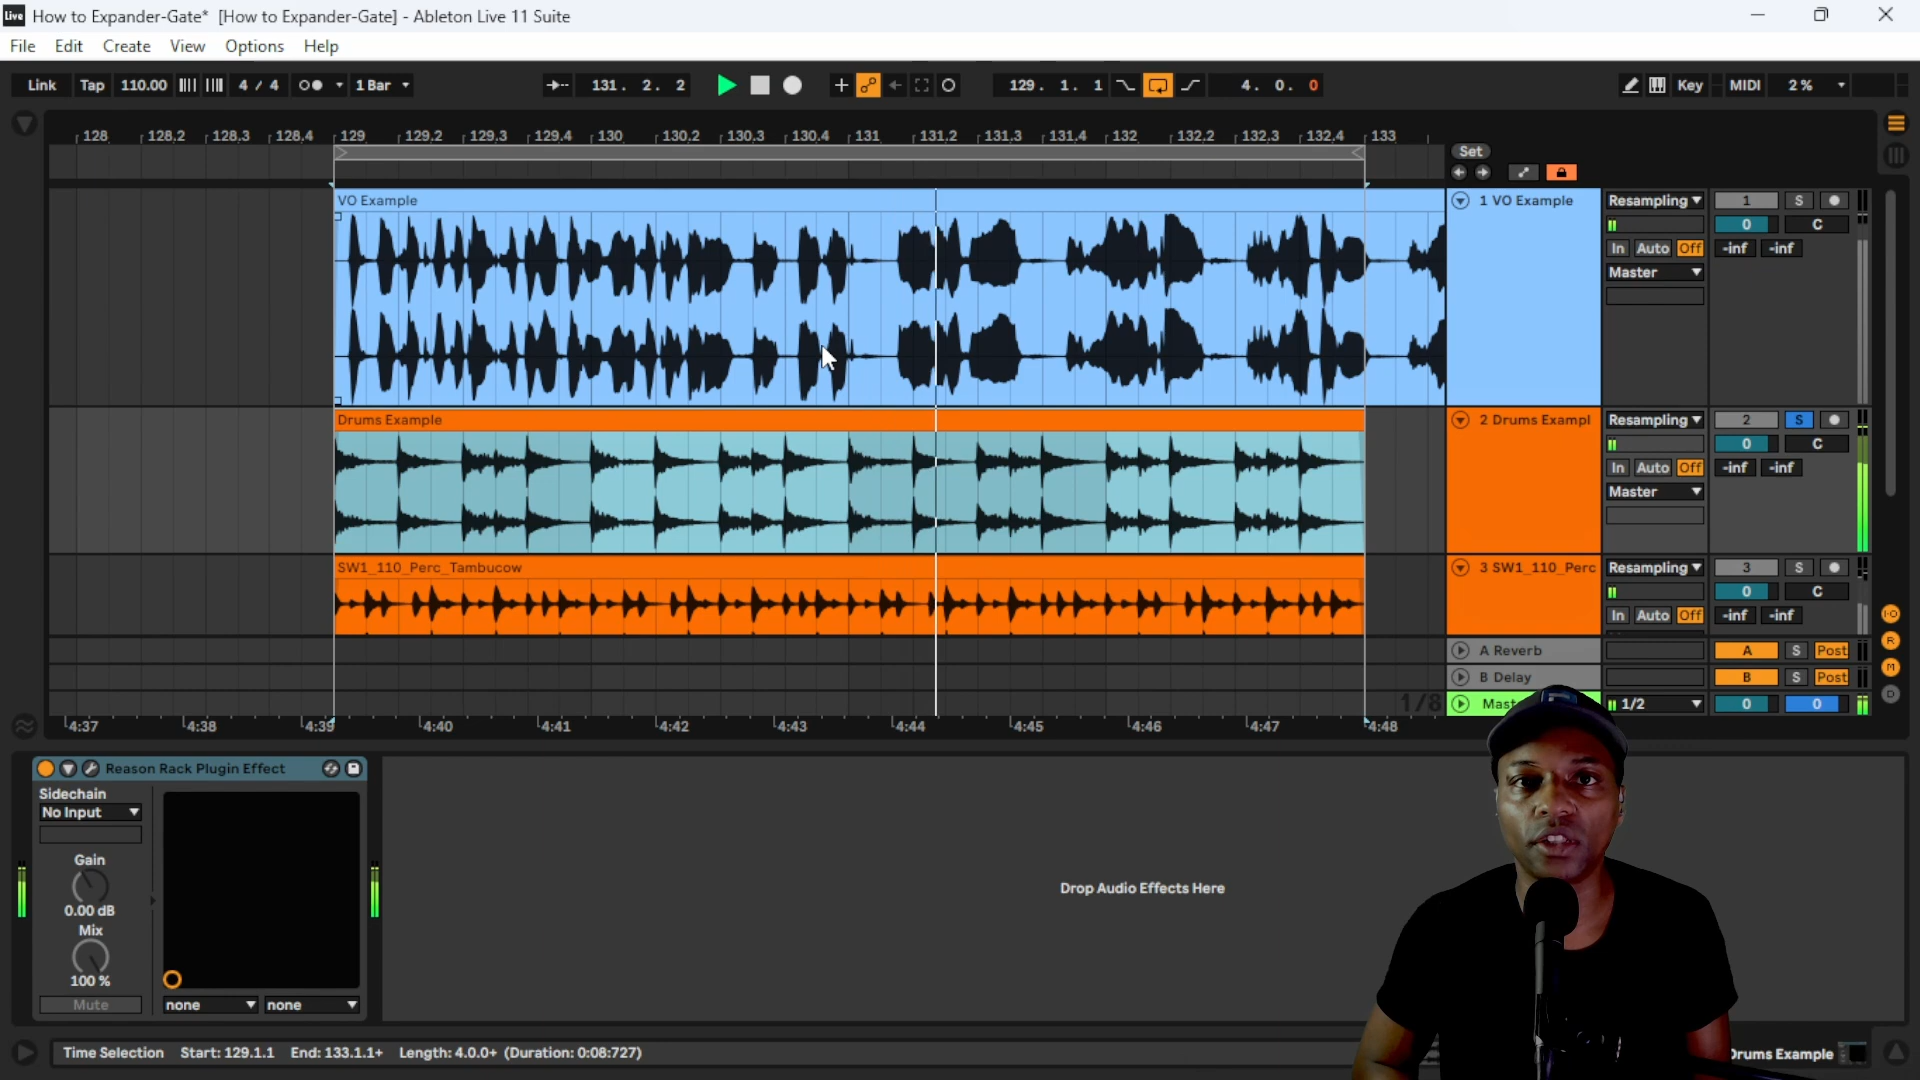 Live How to Expander-Gate* [How to Expander-Gate] - Ableton Live 11 Suite
File Edit Create View Options Help
Link Tap 110.00 4 / 4 1 Bar 131. 2. 2 129. 1. 1 4. 0. 0 Key MIDI 2 %
128 128.2 128.3 128.4 129 129.2 129.3 129.4 130 130.2 130.3 130.4 131 131.2 131.3 131.4 132 132.2 132.3 132.4 133
Set
VO Example
1 VO Example Resampling 1 S
0 C
In Auto Off -inf -inf
Master
Drums Example
2 Drums Exampl Resampling 2 S
0 C
In Auto Off -inf -inf
Master
SW1_110_Perc_Tambucow
3 SW1_110_Perc Resampling 3 S
0 C
In Auto Off -inf -inf
A Reverb A S Post
B Delay B S Post
1/8 Mast 1/2 0 0
4:37 4:38 4:39 4:40 4:41 4:42 4:43 4:44 4:45 4:46 4:47 4:48
I-O
R
M
D
Reason Rack Plugin Effect
Sidechain
No Input
Gain
0.00 dB
Mix
100 %
Mute none none
Drop Audio Effects Here
Time Selection Start: 129.1.1 End: 133.1.1+ Length: 4.0.0+ (Duration: 0:08:727)
Drums Example